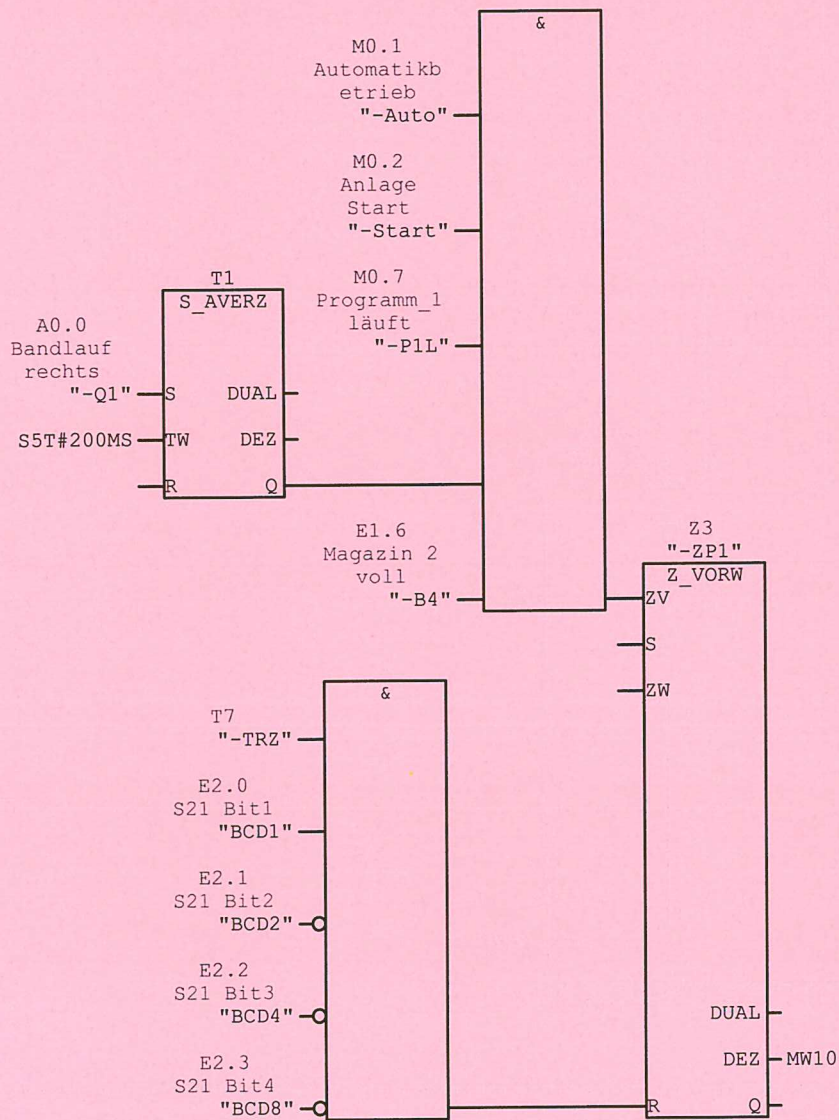 &
M0.1
Automatikb
etrieb
"-Auto"
M0.2
Anlage
Start
"-Start"
M0.7
Programm_1
läuft
"-P1L"
T1
S_AVERZ
A0.0
Bandlauf
rechts
"-Q1"
S
DUAL
S5T#200MS
TW
DEZ
R
Q
E1.6
Magazin 2
voll
"-B4"
Z3
"-ZP1"
Z_VORW
ZV
S
ZW
&
T7
"-TRZ"
E2.0
S21 Bit1
"BCD1"
E2.1
S21 Bit2
"BCD2"
E2.2
S21 Bit3
"BCD4"
E2.3
S21 Bit4
"BCD8"
DUAL
DEZ
MW10
R
Q